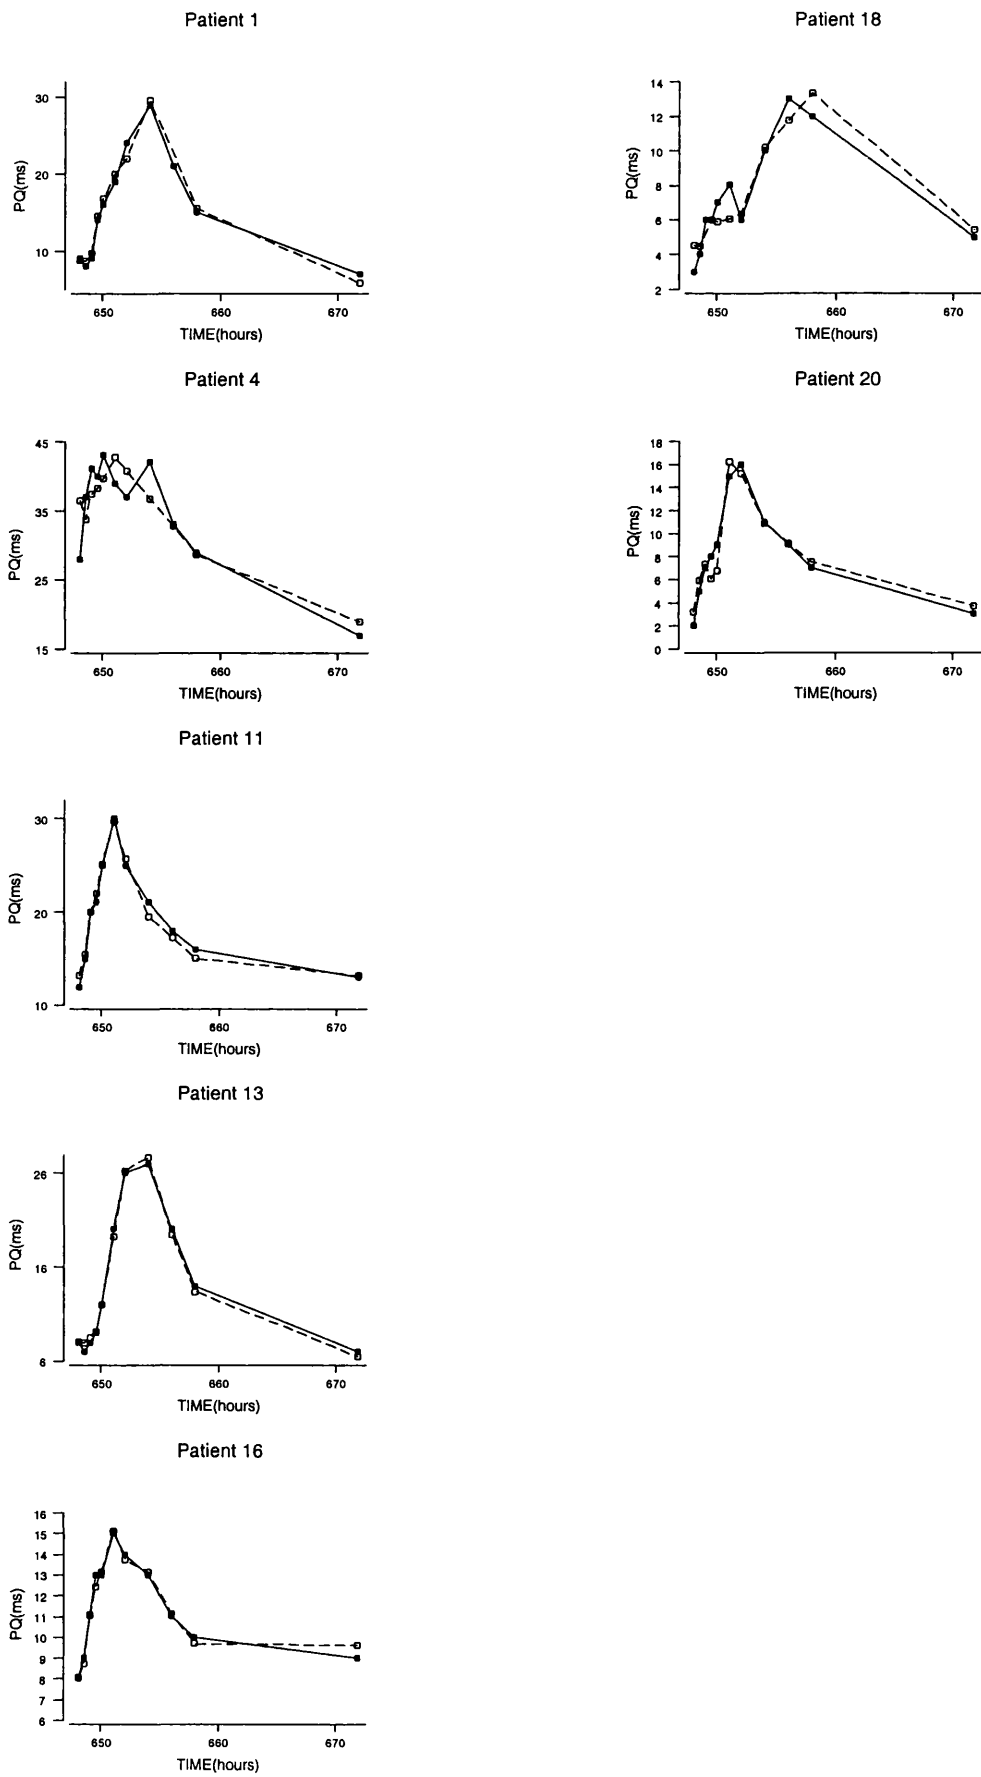 Patient 1
30
20
10
PQ(ms)
650 660 670
TIME(hours)
Patient 4
45
35
25
15
PQ(ms)
650 660 670
TIME(hours)
Patient 11
30
20
10
PQ(ms)
650 660 670
TIME(hours)
Patient 13
26
16
6
PQ(ms)
650 660 670
TIME(hours)
Patient 16
16
15
14
13
12
11
10
9
8
7
6
PQ(ms)
650 660 670
TIME(hours)
Patient 18
14
12
10
8
6
4
2
PQ(ms)
650 660 670
TIME(hours)
Patient 20
18
16
14
12
10
8
6
4
2
0
PQ(ms)
650 660 670
TIME(hours)